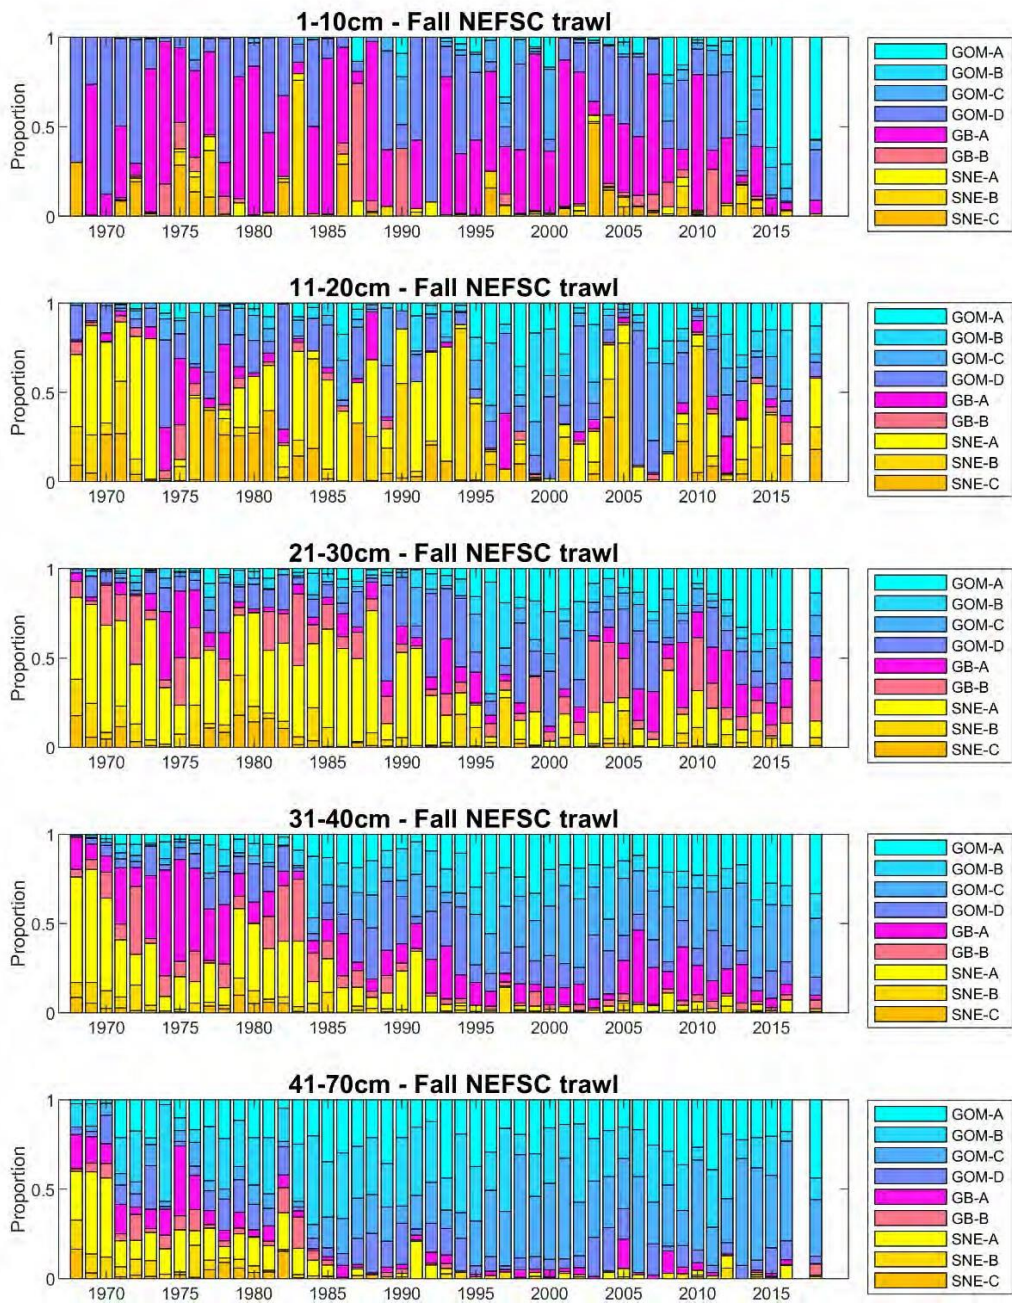 1-10cm - Fall NEFSC trawl
Proportion
1
0.5
0
1970 1975 1980 1985 1990 1995 2000 2005 2010 2015
GOM-A
GOM-B
GOM-C
GOM-D
GB-A
GB-B
SNE-A
SNE-B
SNE-C
11-20cm - Fall NEFSC trawl
Proportion
1
0.5
0
1970 1975 1980 1985 1990 1995 2000 2005 2010 2015
GOM-A
GOM-B
GOM-C
GOM-D
GB-A
GB-B
SNE-A
SNE-B
SNE-C
21-30cm - Fall NEFSC trawl
Proportion
1
0.5
0
1970 1975 1980 1985 1990 1995 2000 2005 2010 2015
GOM-A
GOM-B
GOM-C
GOM-D
GB-A
GB-B
SNE-A
SNE-B
SNE-C
31-40cm - Fall NEFSC trawl
Proportion
1
0.5
0
1970 1975 1980 1985 1990 1995 2000 2005 2010 2015
GOM-A
GOM-B
GOM-C
GOM-D
GB-A
GB-B
SNE-A
SNE-B
SNE-C
41-70cm - Fall NEFSC trawl
Proportion
1
0.5
0
1970 1975 1980 1985 1990 1995 2000 2005 2010 2015
GOM-A
GOM-B
GOM-C
GOM-D
GB-A
GB-B
SNE-A
SNE-B
SNE-C